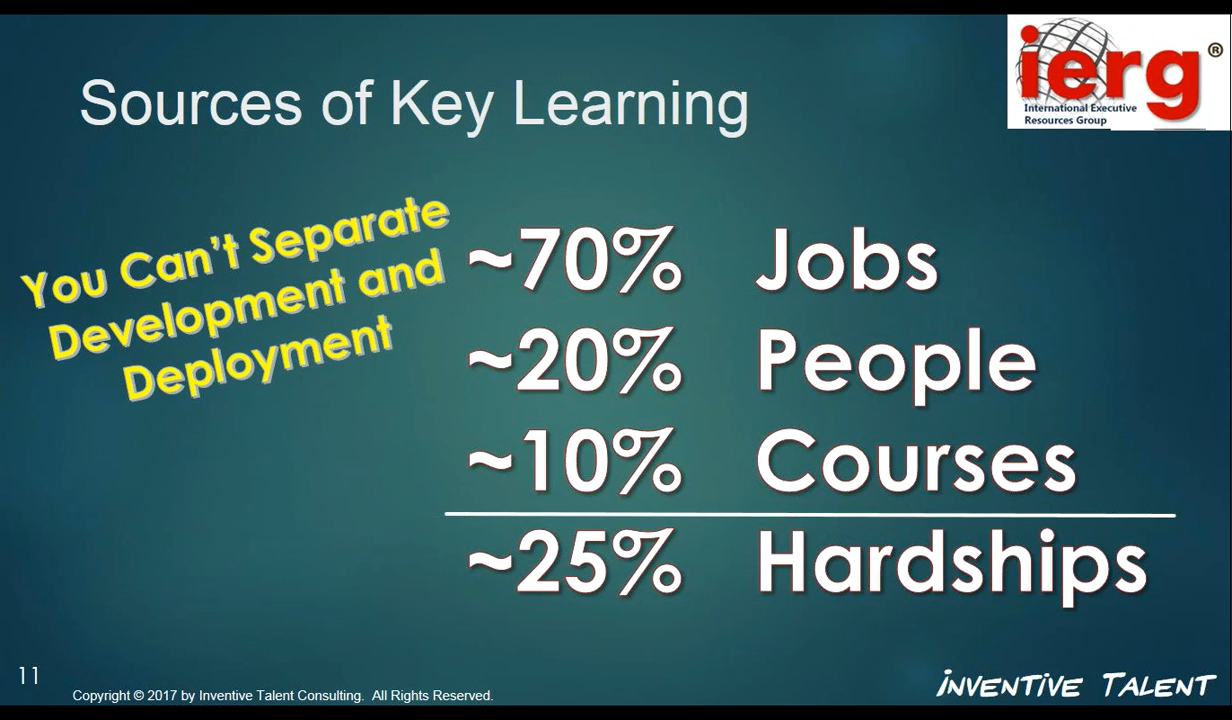 Sources of Key Learning
ierg®
International Executive
Resources Group
You Can't Separate
Development and
Deployment
~70% Jobs
~20% People
~10% Courses
~25% Hardships
11
Copyright © 2017 by Inventive Talent Consulting. All Rights Reserved.
INVENTIVE TALENT